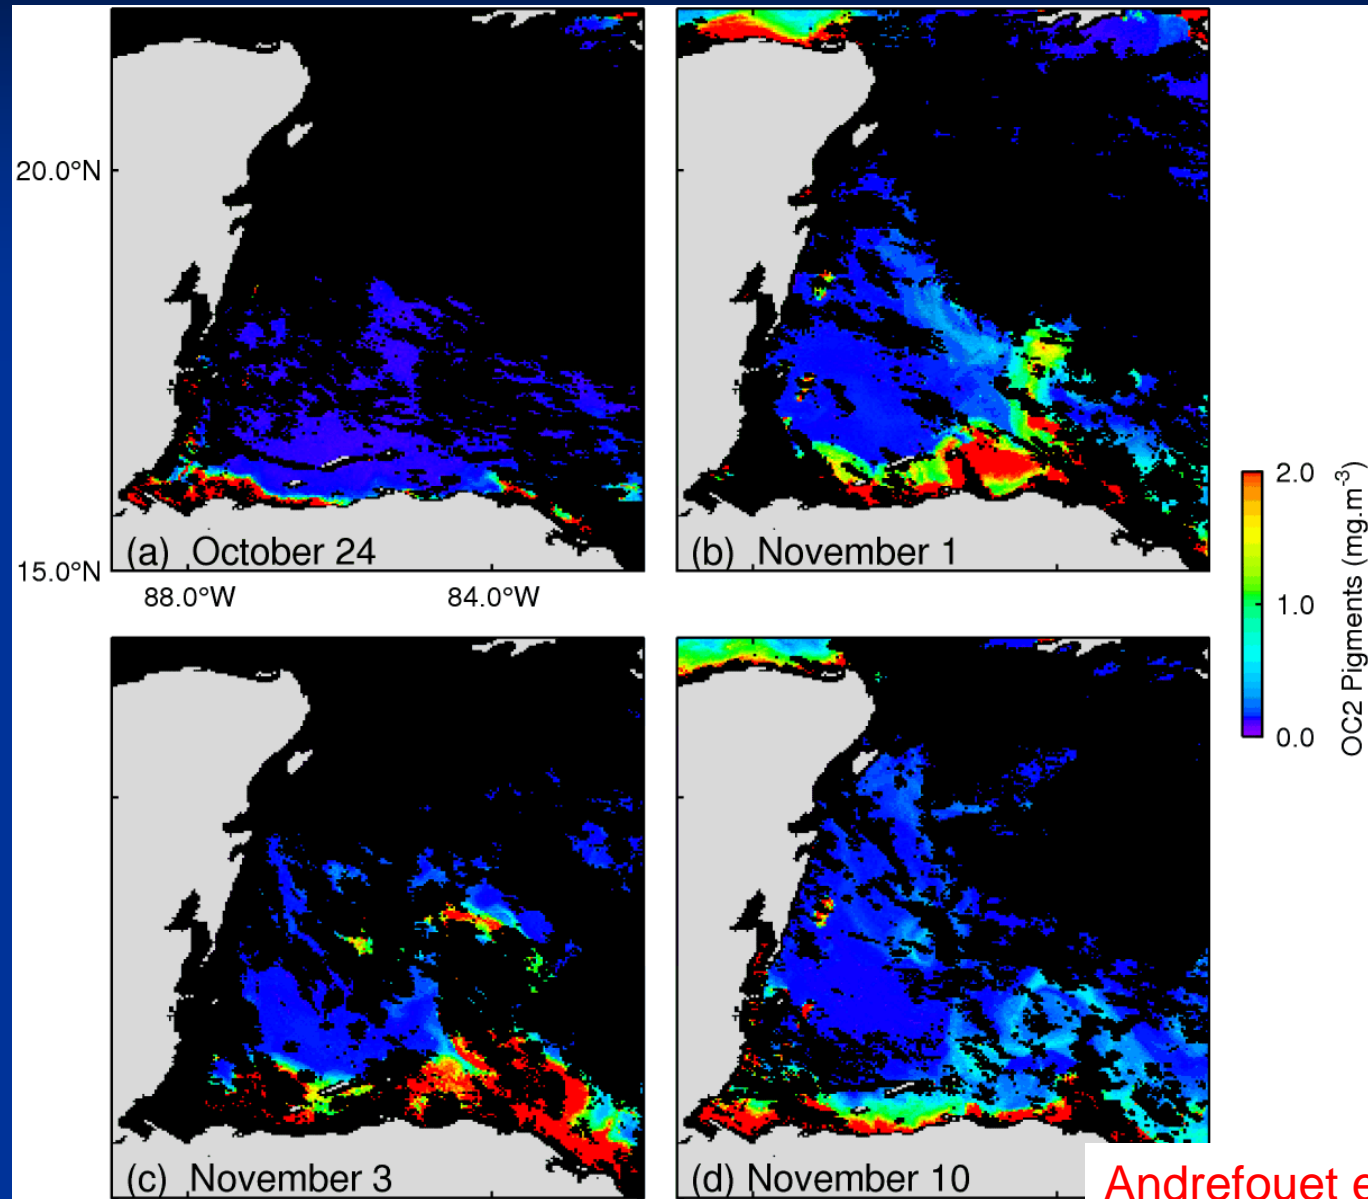 20.0°N
15.0°N
(a) October 24
(b) November 1
88.0°W 84.0°W
2.0
1.0
0.0
OC2 Pigments (mg.m-3)
(c) November 3
(d) November 10
Andrefouet e